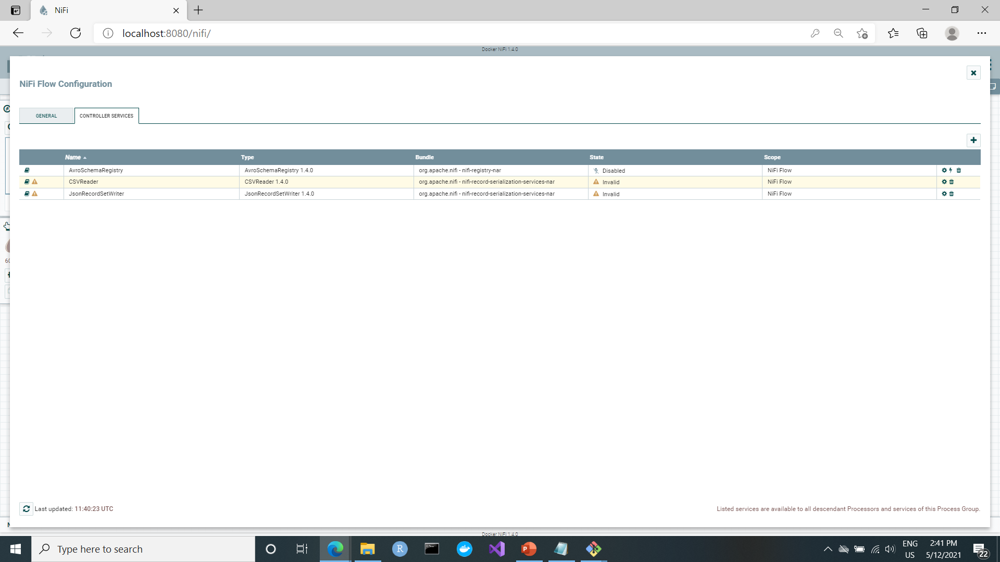 NiFi
localhost:8080/nifi/
Docker NiFi 1.4.0
NiFi Flow Configuration
GENERAL
CONTROLLER SERVICES
Name Type Bundle State Scope
AvroSchemaRegistry AvroSchemaRegistry 1.4.0 org.apache.nifi - nifi-registry-nar Disabled NiFi Flow
CSVReader CSVReader 1.4.0 org.apache.nifi - nifi-record-serialization-services-nar Invalid NiFi Flow
JsonRecordSetWriter JsonRecordSetWriter 1.4.0 org.apache.nifi - nifi-record-serialization-services-nar Invalid NiFi Flow
Last updated: 11:40:23 UTC
Listed services are available to all descendant Processors and services of this Process Group.
Docker NiFi 1.4.0
Type here to search
R
P
ENG
US
2:41 PM
5/12/2021
22